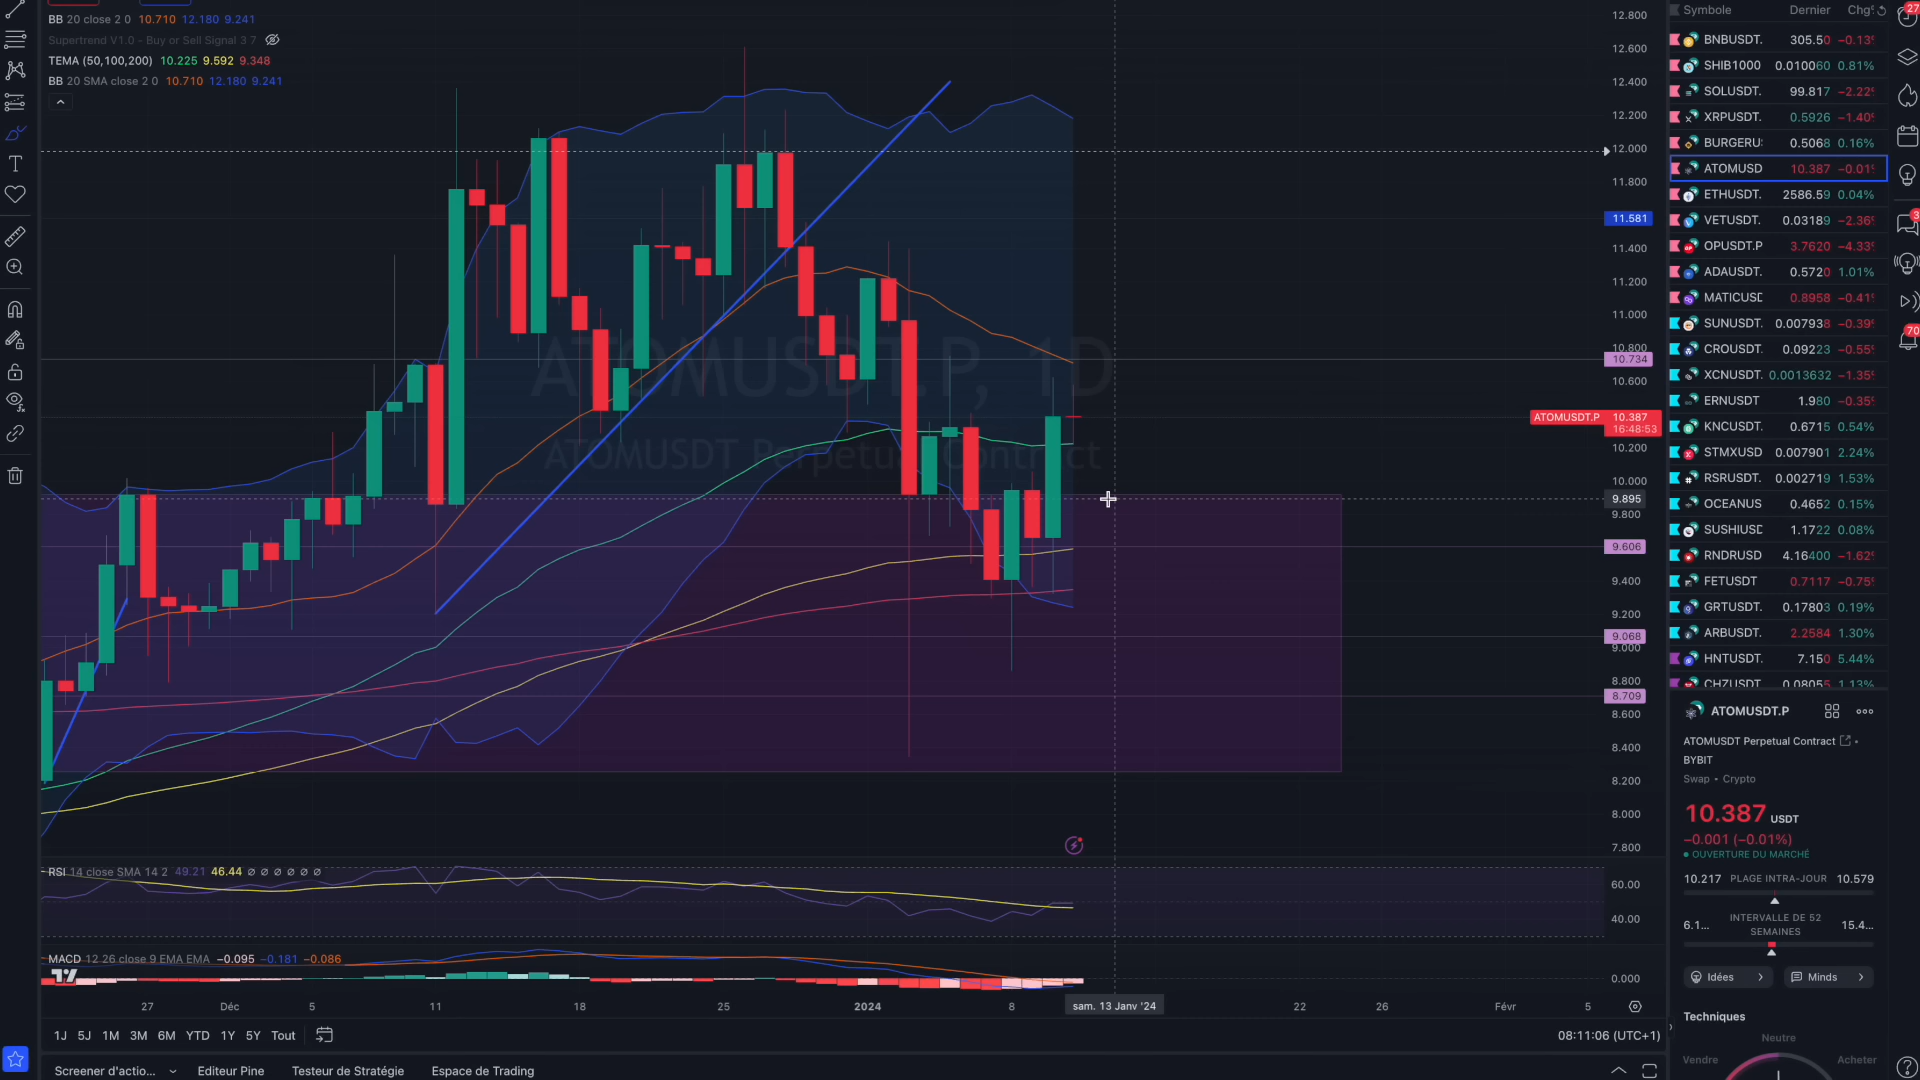 BB 20 close 2 0 10.710 12.180 9.241
Supertrend V1.0 - Buy or Sell Signal 3 7
TEMA (50,100,200) 10.225 9.592 9.348
BB 20 SMA close 2 0 10.710 12.180 9.241
ATOMUSDT.P, 1D
ATOMUSDT Perpetual Contract
12.800
12.600
12.400
12.200
12.000
11.800
11.581
11.400
11.200
11.000
10.800
10.734
10.600
ATOMUSDT.P 10.387
16:48:53
10.200
10.000
9.895
9.800
9.606
9.400
9.200
9.068
9.000
8.800
8.709
8.600
8.400
8.200
8.000
7.800
RSI 14 close SMA 14 2 49.21 46.44 ∅ ∅ ∅ ∅ ∅ ∅
60.00
40.00
MACD 12 26 close 9 EMA EMA −0.095 −0.181 −0.086
0.000
27 Déc 5 11 18 25 2024 8 sam. 13 Janv '24 22 26 Févr 5
1J 5J 1M 3M 6M YTD 1Y 5Y Tout
08:11:06 (UTC+1)
Screener d'actio... Editeur Pine Testeur de Stratégie Espace de Trading
Symbole Dernier Chg
BNBUSDT. 305.50 −0.13
SHIB1000 0.010060 0.81%
SOLUSDT. 99.817 −2.22
XRPUSDT. 0.5926 −1.40
BURGERU: 0.5068 0.16%
ATOMUSD 10.387 −0.01
ETHUSDT. 2586.59 0.04%
VETUSDT. 0.03189 −2.36
OPUSDT.P 3.7620 −4.33
ADAUSDT. 0.5720 1.01%
MATICUSD 0.8958 −0.41
SUNUSDT. 0.007938 −0.39
CROUSDT. 0.09223 −0.55
XCNUSDT. 0.0013632 −1.35
ERNUSDT 1.980 −0.35
KNCUSDT. 0.6715 0.54%
STMXUSD 0.007901 2.24%
RSRUSDT. 0.002719 1.53%
OCEANUS 0.4652 0.15%
SUSHIUSD 1.1722 0.08%
RNDRUSD 4.16400 −1.62
FETUSDT 0.7117 −0.75
GRTUSDT. 0.17803 0.19%
ARBUSDT. 2.2584 1.30%
HNTUSDT. 7.150 5.44%
CHZUSDT 0.08055 1.13%
ATOMUSDT.P
ATOMUSDT Perpetual Contract
BYBIT
Swap • Crypto
10.387 USDT
−0.001 (−0.01%)
OUVERTURE DU MARCHÉ
10.217 PLAGE INTRA-JOUR 10.579
6.1... INTERVALLE DE 52 SEMAINES 15.4...
Idées
Minds
Techniques
Neutre
Vendre
Acheter
27
3
70